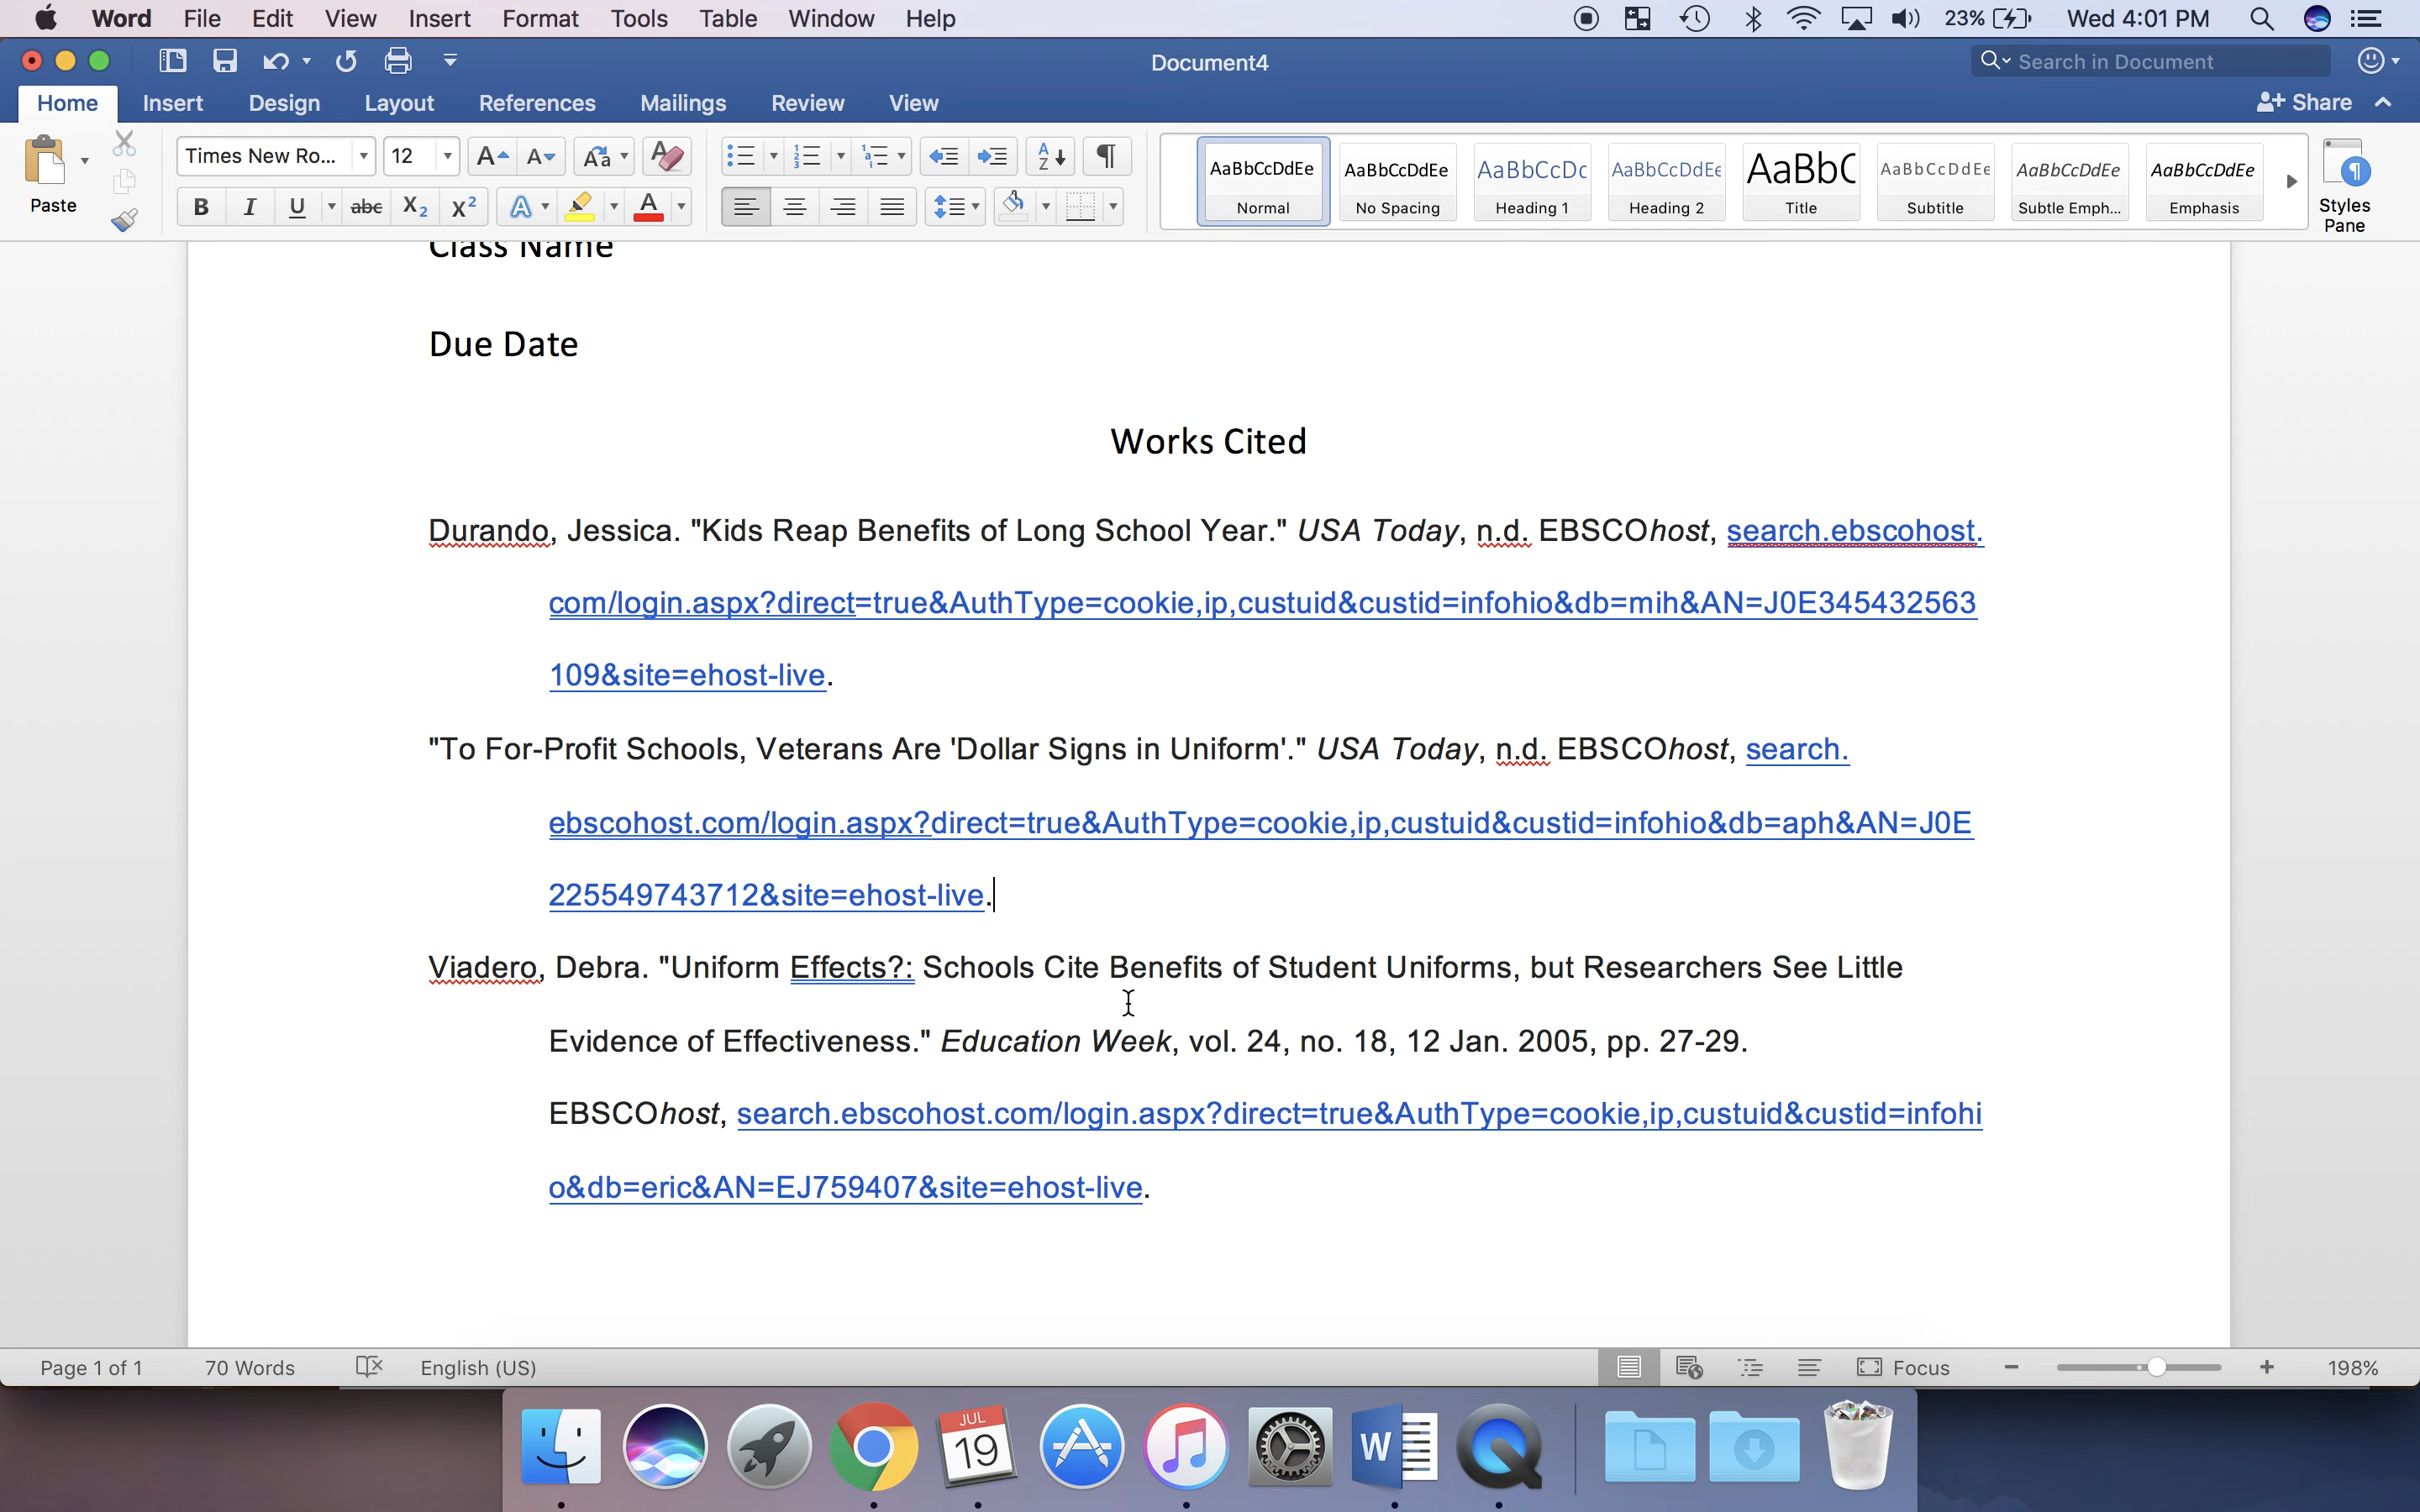 Word File Edit View Insert Format Tools Table Window Help 23% Wed 4:01 PM
Document4 Search in Document
Home Insert Design Layout References Mailings Review View Share
Times New Ro... 12 Aa A Z ¶
AaBbCcDdEe AaBbCcDdEe AaBbCcDc AaBbCcDdEe AaBbC AaBbCcDdEe AaBbCcDdEe AaBbCcDdEe
Paste B I U abc X2 X2 A A Normal No Spacing Heading 1 Heading 2 Title Subtitle Subtle Emph... Emphasis Styles
Pane
Class Name
Due Date
Works Cited
Durando, Jessica. "Kids Reap Benefits of Long School Year." USA Today, n.d. EBSCOhost, search.ebscohost.
com/login.aspx?direct=true&AuthType=cookie,ip,custuid&custid=infohio&db=mih&AN=J0E345432563
109&site=ehost-live.
"To For-Profit Schools, Veterans Are 'Dollar Signs in Uniform'." USA Today, n.d. EBSCOhost, search.
ebscohost.com/login.aspx?direct=true&AuthType=cookie,ip,custuid&custid=infohio&db=aph&AN=J0E
225549743712&site=ehost-live.
Viadero, Debra. "Uniform Effects?: Schools Cite Benefits of Student Uniforms, but Researchers See Little
Evidence of Effectiveness." Education Week, vol. 24, no. 18, 12 Jan. 2005, pp. 27-29.
EBSCOhost, search.ebscohost.com/login.aspx?direct=true&AuthType=cookie,ip,custuid&custid=infohi
o&db=eric&AN=EJ759407&site=ehost-live.
Page 1 of 1 70 Words English (US) Focus 198%
JUL
19
W